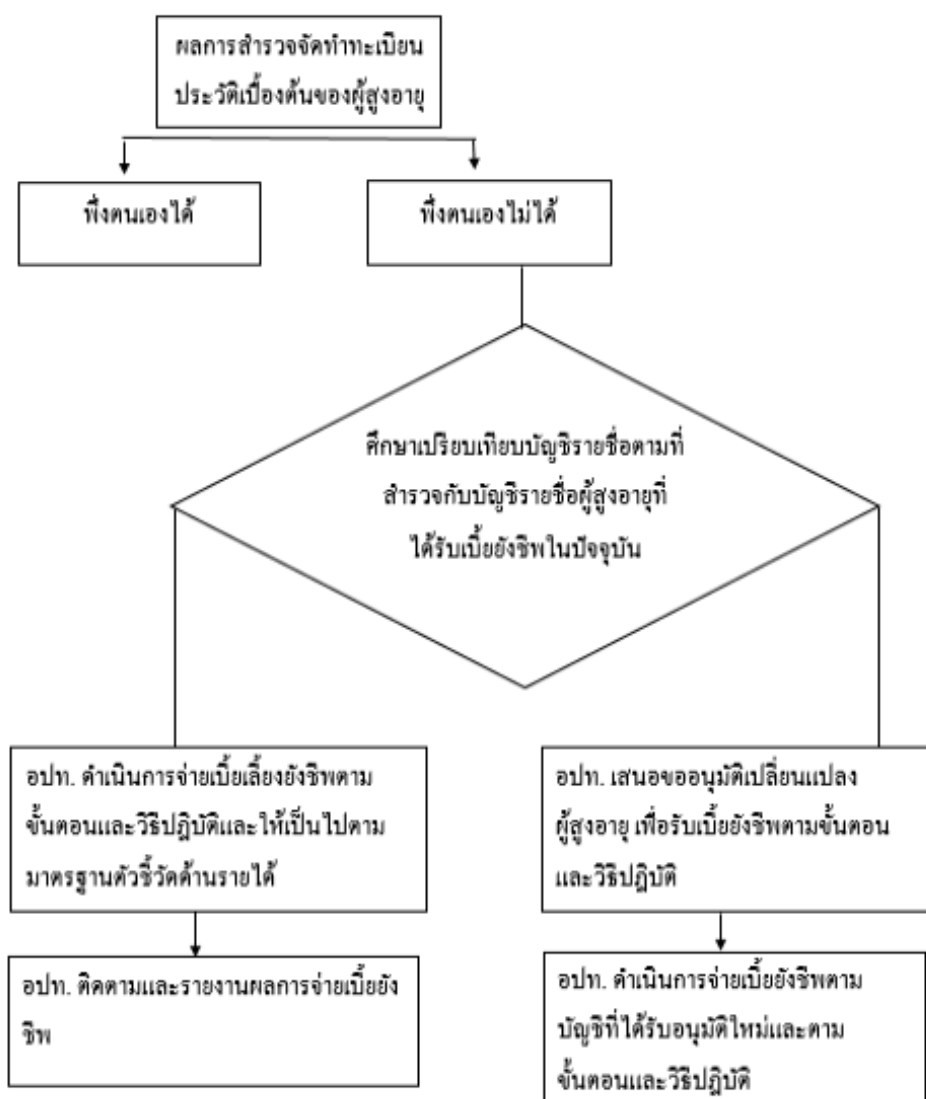 ผลการสำรวจจัดทำทะเบียน
ประวัติเบื้องต้นของผู้สูงอายุ
พึ่งตนเองได้
พึ่งตนเองไม่ได้
ศึกษาเปรียบเทียบบัญชีรายชื่อตามที่
สำรวจกับบัญชีรายชื่อผู้สูงอายุที่
ได้รับเบี้ยยังชีพในปัจจุบัน
อปท. ดำเนินการจ่ายเบี้ยเลี้ยงยังชีพตาม
ขั้นตอนและวิธีปฏิบัติและให้เป็นไปตาม
มาตรฐานตัวชี้วัดด้านรายได้
อปท. ติดตามและรายงานผลการจ่ายเบี้ยยัง
ชีพ
อปท. เสนอขออนุมัติเปลี่ยนแปลง
ผู้สูงอายุ เพื่อรับเบี้ยยังชีพตามขั้นตอน
และวิธีปฏิบัติ
อปท. ดำเนินการจ่ายเบี้ยยังชีพตาม
บัญชีที่ได้รับอนุมัติใหม่และตาม
ขั้นตอนและวิธีปฏิบัติ